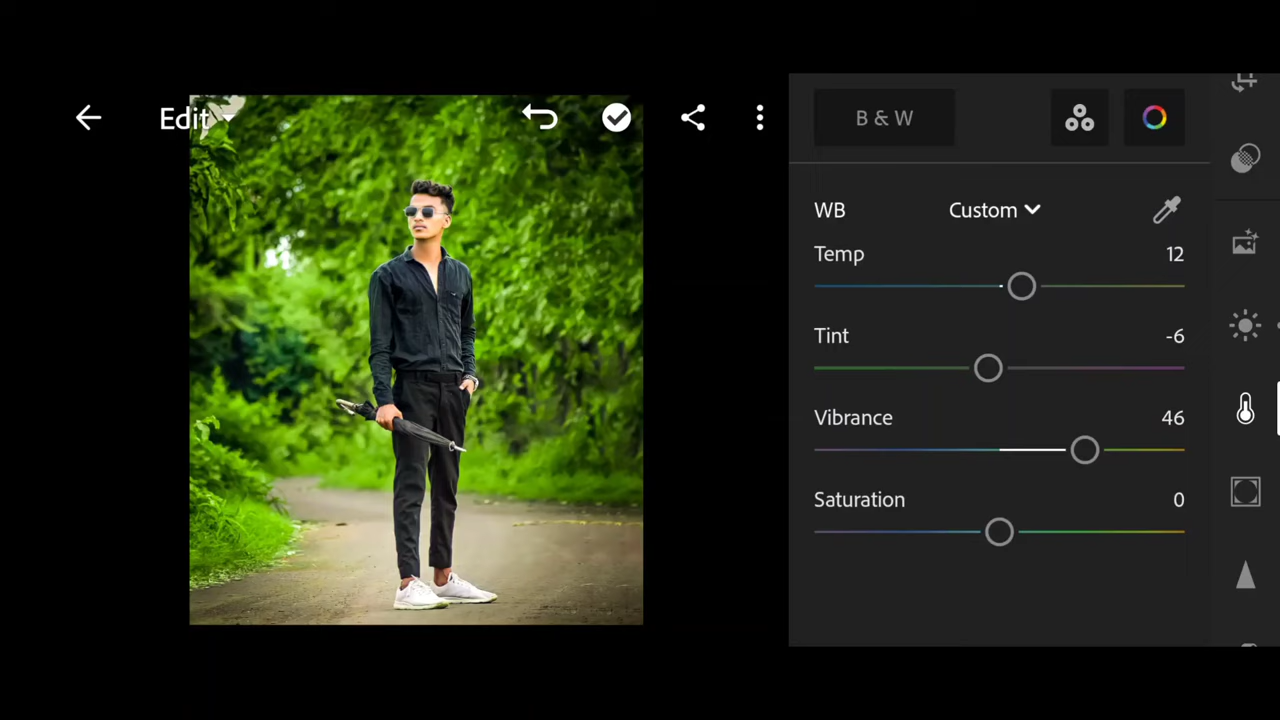 Edit
B & W
WB Custom
Temp 12
Tint -6
Vibrance 46
Saturation 0